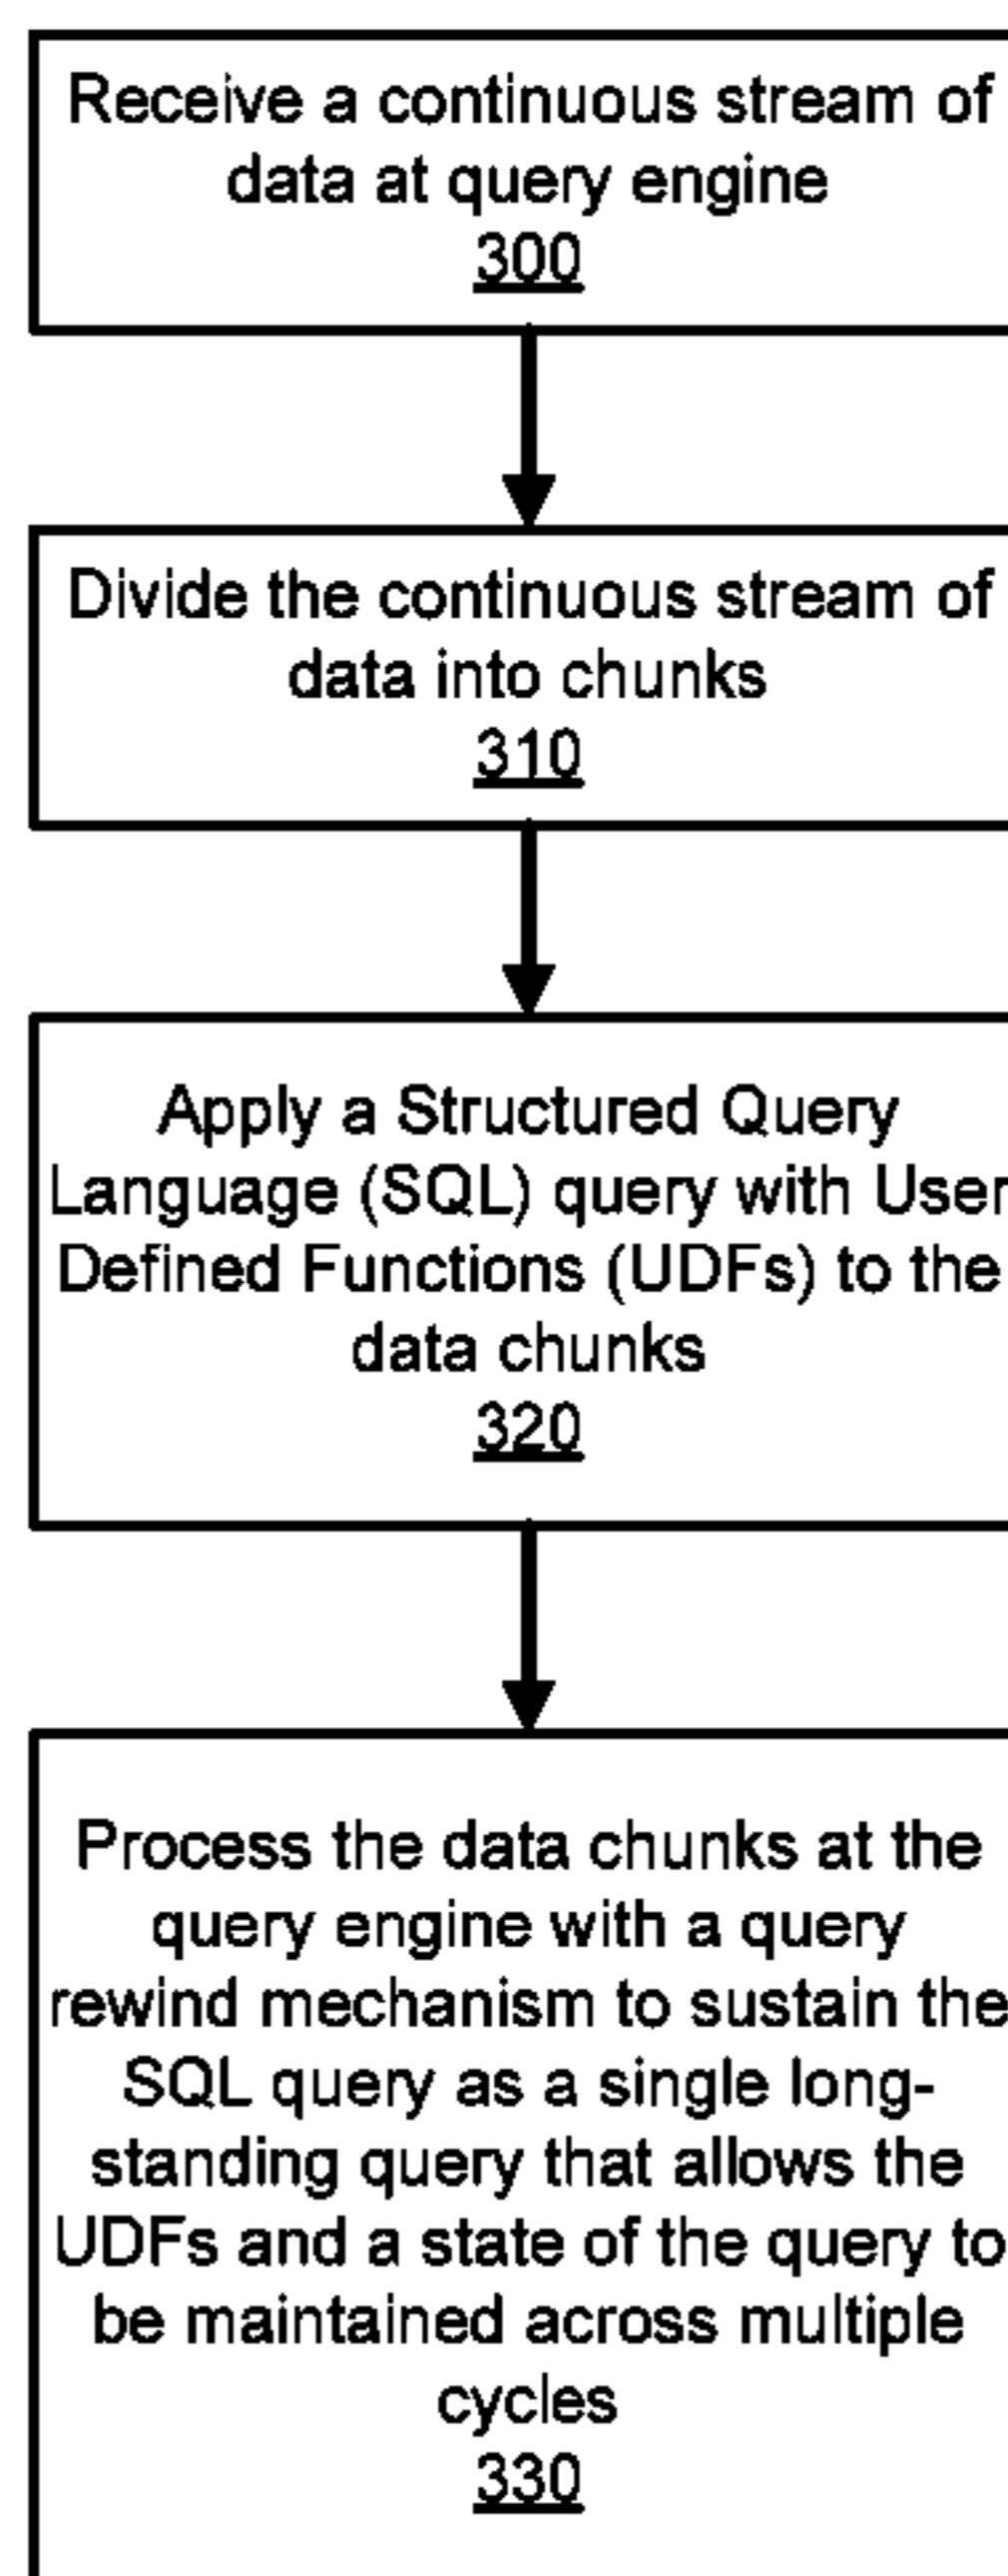 Receive a continuous stream of
data at query engine
300
Divide the continuous stream of
data into chunks
310
Apply a Structured Query
Language (SQL) query with User
Defined Functions (UDFs) to the
data chunks
320
Process the data chunks at the
query engine with a query
rewind mechanism to sustain the
SQL query as a single long-
standing query that allows the
UDFs and a state of the query to
be maintained across multiple
cycles
330